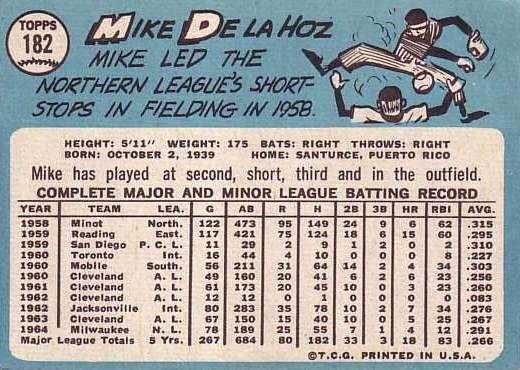 TOPPS
182
MIKE DE LA HOZ
MIKE LED THE
NORTHERN LEAGUE'S SHORT-
STOPS IN FIELDING IN 1958.
HEIGHT: 5'11" WEIGHT: 175 BATS: RIGHT THROWS: RIGHT
BORN: OCTOBER 2, 1939 HOME: SANTURCE, PUERTO RICO
Mike has played at second, short, third and in the outfield.
COMPLETE MAJOR AND MINOR LEAGUE BATTING RECORD
YEAR TEAM LEA. G AB R H 2B 3B HR RBI AVG.
1958 Minot North. 122 473 95 149 24 9 6 62 .315
1959 Reading East. 117 421 75 124 18 6 15 60 .295
1959 San Diego P.C.L. 11 29 2 9 1 2 0 2 .310
1960 Toronto Int. 16 44 4 10 0 0 1 8 .227
1960 Mobile South. 56 211 31 64 14 2 4 34 .303
1960 Cleveland A.L. 49 160 20 41 6 2 6 23 .256
1961 Cleveland A.L. 61 173 20 45 10 0 3 23 .260
1962 Cleveland A.L. 12 12 0 1 0 0 0 0 .083
1962 Jacksonville Int. 80 283 35 78 10 2 7 34 .276
1963 Cleveland A.L. 67 150 15 40 10 0 5 25 .267
1964 Milwaukee N.L. 78 189 25 55 7 1 4 12 .291
Major League Totals 5 Yrs. 267 684 80 182 33 3 18 83 .266
©T.C.G. PRINTED IN U.S.A.